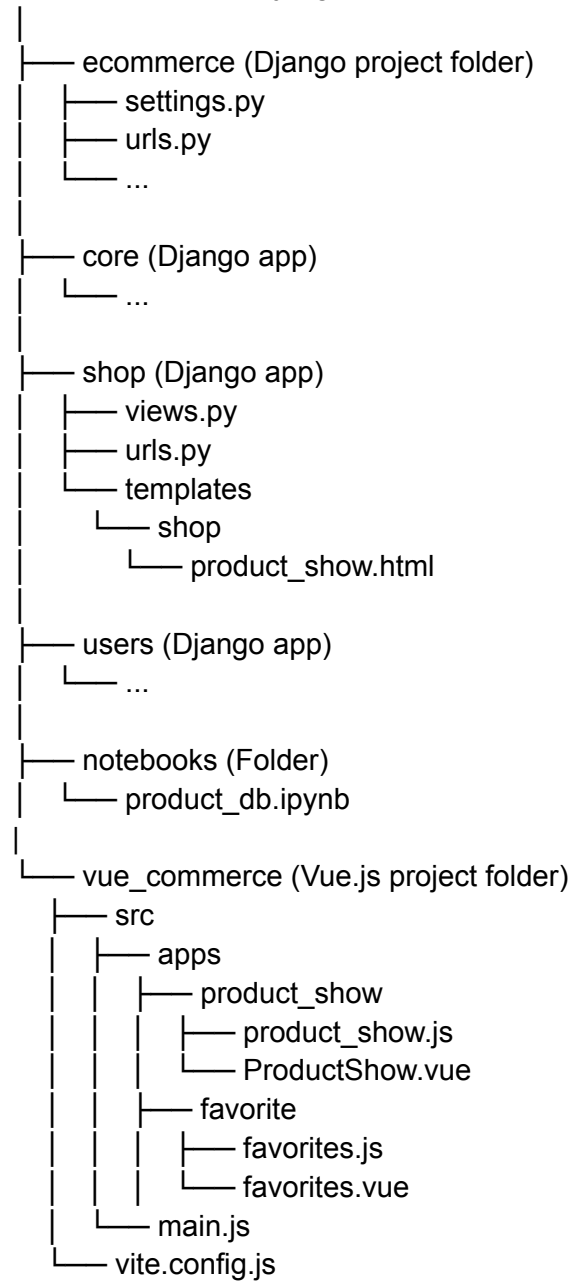 ├── ecommerce (Django project folder)
│   ├── settings.py
│   ├── urls.py
│   └── ...
│
├── core (Django app)
│   └── ...
│
├── shop (Django app)
│   ├── views.py
│   ├── urls.py
│   └── templates
│       └── shop
│           └── product_show.html
│
├── users (Django app)
│   └── ...
│
├── notebooks (Folder)
│   └── product_db.ipynb
|
└── vue_commerce (Vue.js project folder)
    ├── src
    │   ├── apps
    │   │   ├── product_show
    │   │   │   ├── product_show.js
    │   │   │   └── ProductShow.vue
    │   │   ├── favorite
    │   │   │   ├── favorites.js
    │   │   │   └── favorites.vue
    │   └── main.js
    └── vite.config.js